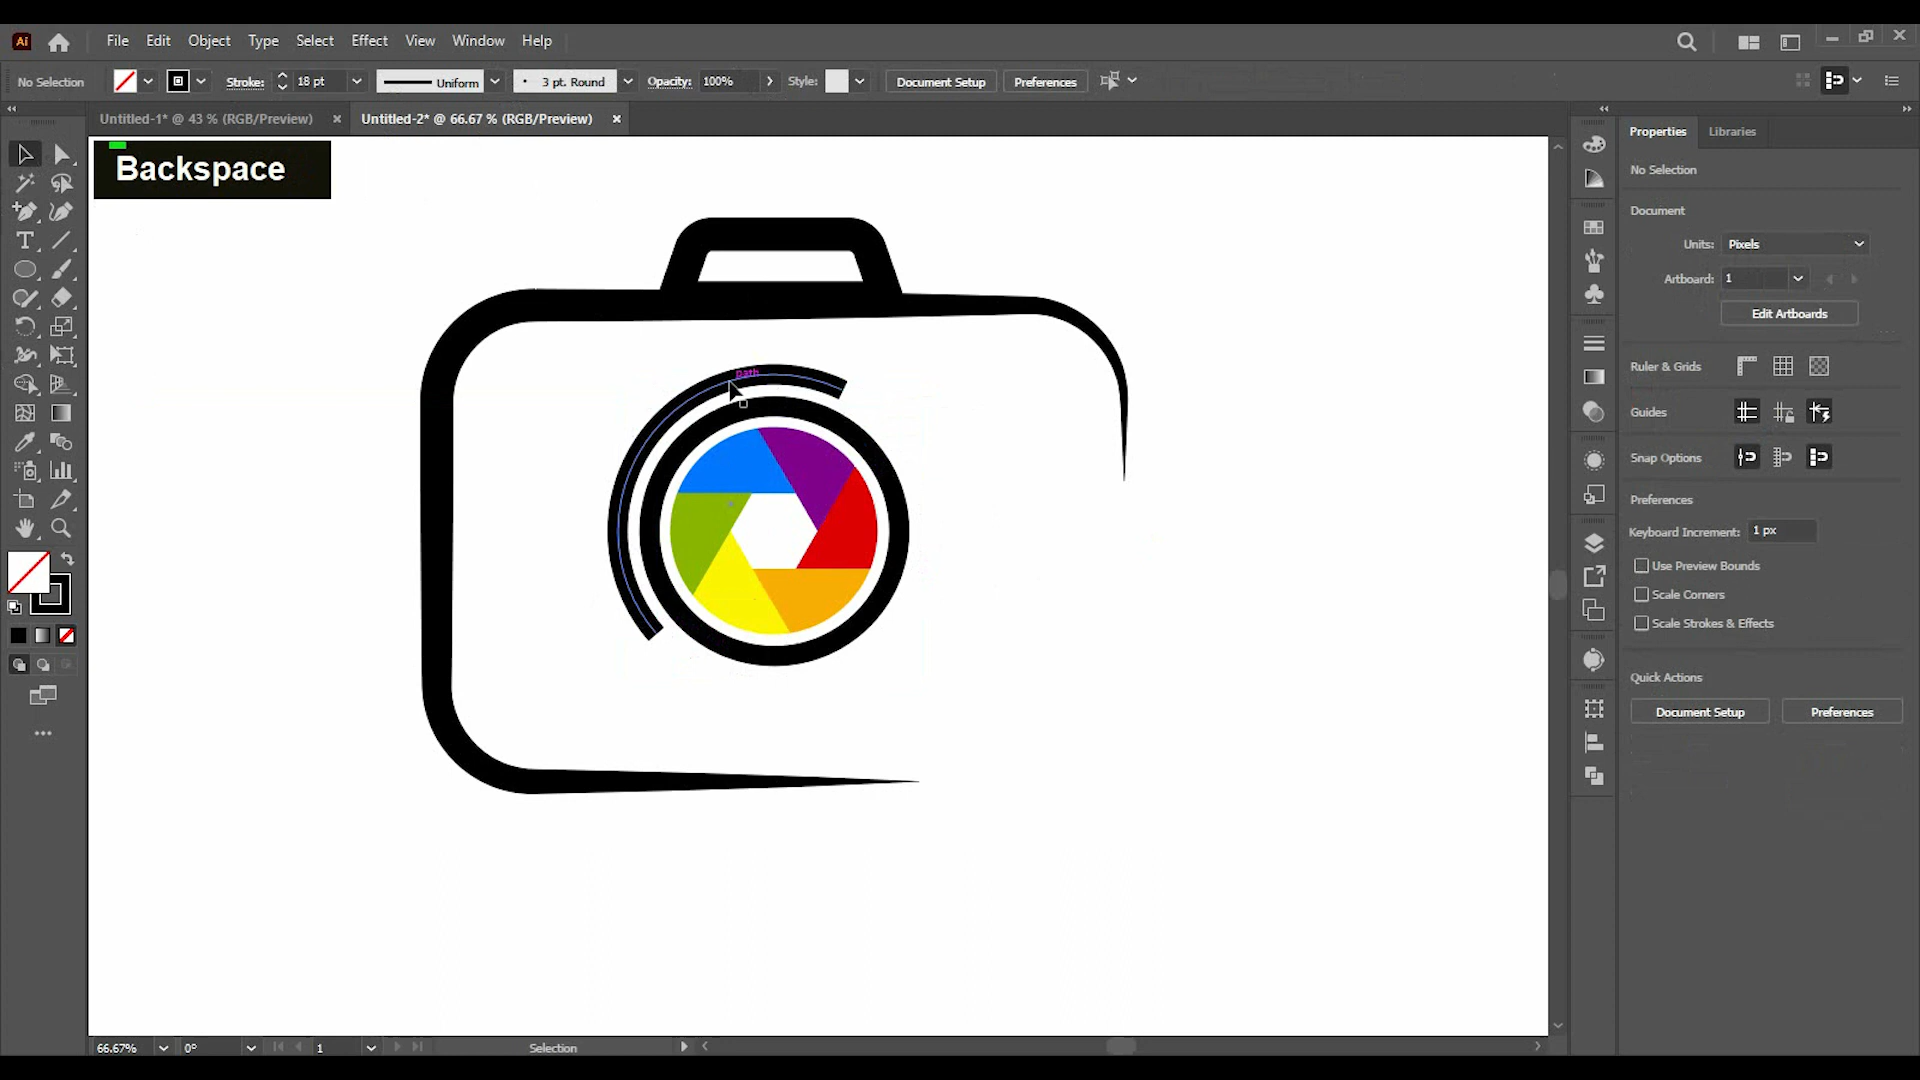 Ai File Edit Object Type Select Effect View Window Help
No Selection Stroke: 18 pt Uniform 3 pt. Round Opacity: 100% Style: Document Setup Preferences
Untitled-1* @ 43 % (RGB/Preview) × Untitled-2* @ 66.67 % (RGB/Preview) ×
Backspace
path
Properties Libraries
No Selection
Document
Units: Pixels
Artboard: 1
Edit Artboards
Ruler & Grids
Guides
Snap Options
Preferences
Keyboard Increment: 1 px
Use Preview Bounds
Scale Corners
Scale Strokes & Effects
Quick Actions
Document Setup Preferences
66.67% 0° 1 Selection